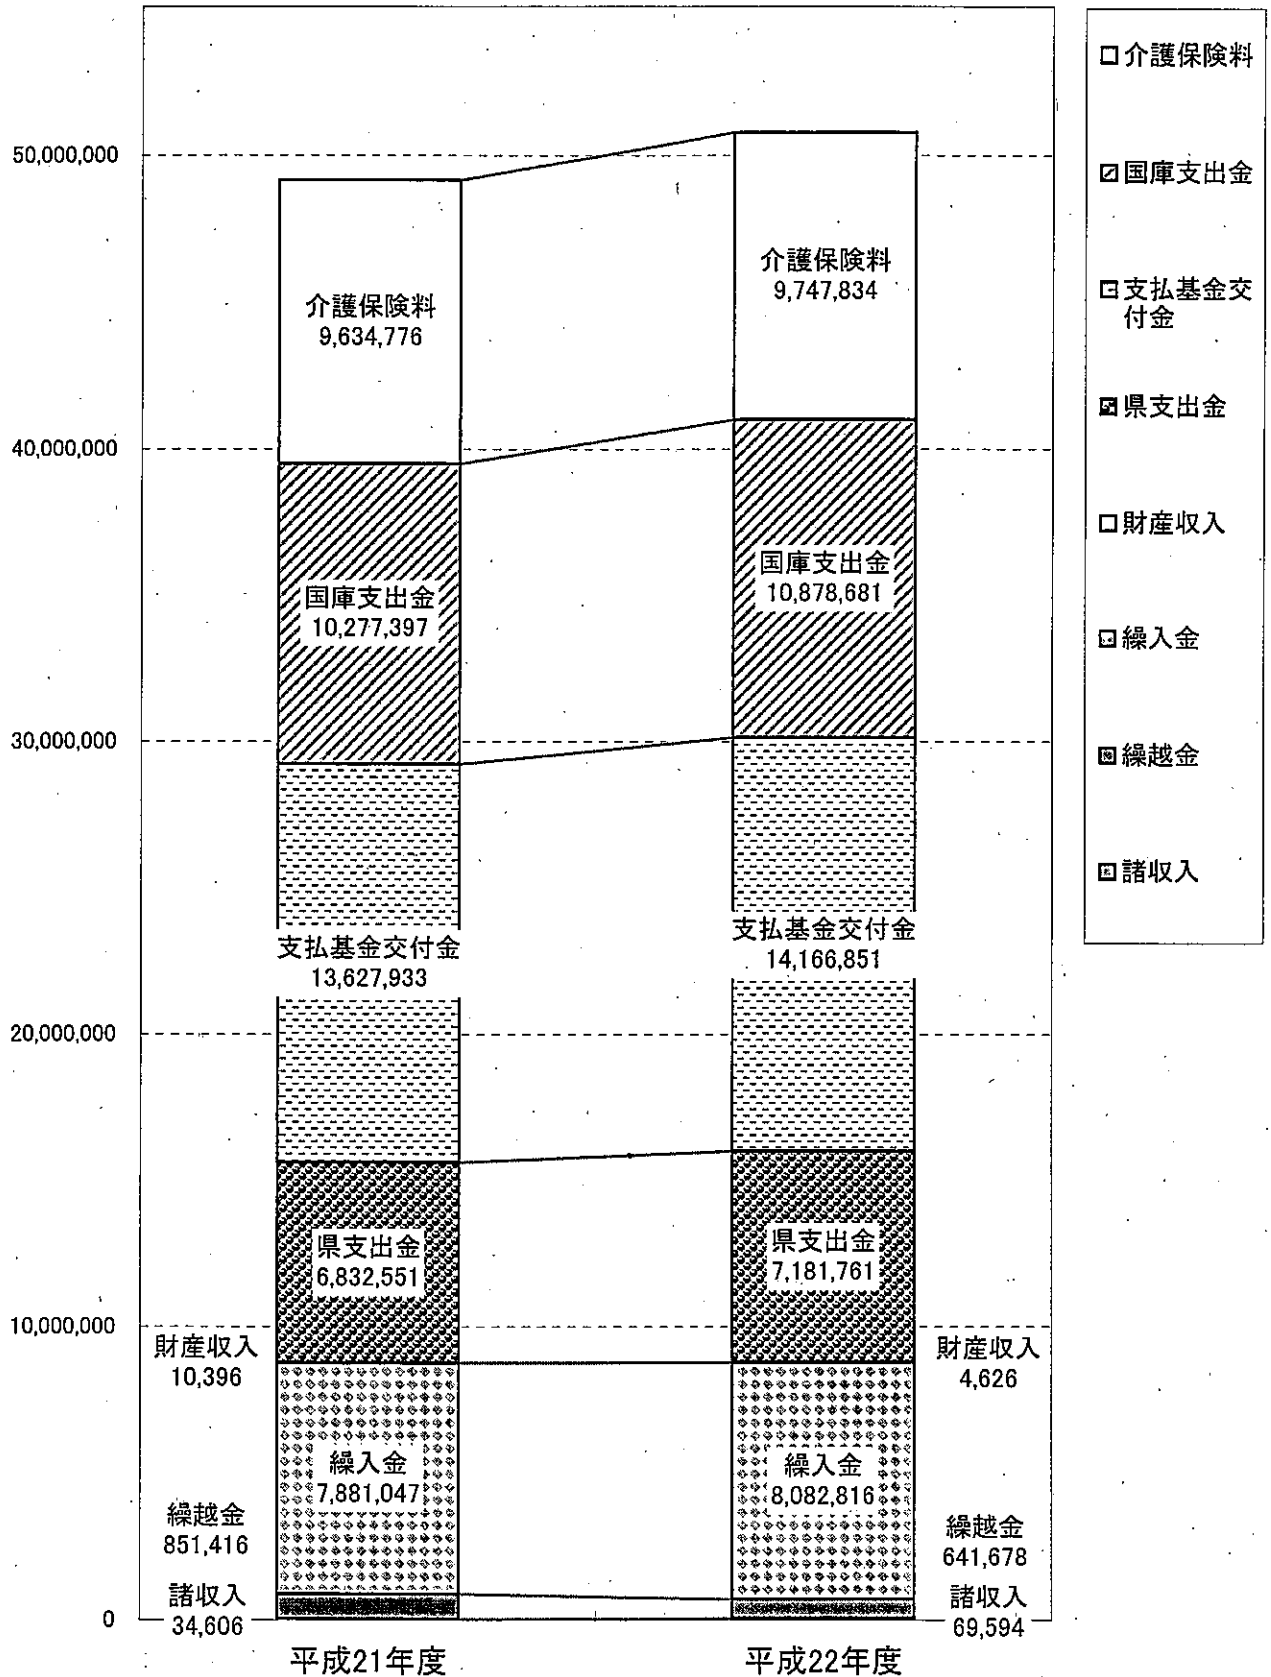 50,000,000
40,000,000
30,000,000
20,000,000
10,000,000
0
介護保険料
9,634,776
国庫支出金
10,277,397
支払基金交付金
13,627,933
県支出金
6,832,551
財産収入
10,396
繰入金
7,881,047
繰越金
851,416
諸収入
34,606
平成21年度
介護保険料
9,747,834
国庫支出金
10,878,681
支払基金交付金
14,166,851
県支出金
7,181,761
財産収入
4,626
繰入金
8,082,816
繰越金
641,678
諸収入
69,594
平成22年度
介護保険料
国庫支出金
支払基金交
付金
県支出金
財産収入
繰入金
繰越金
諸収入